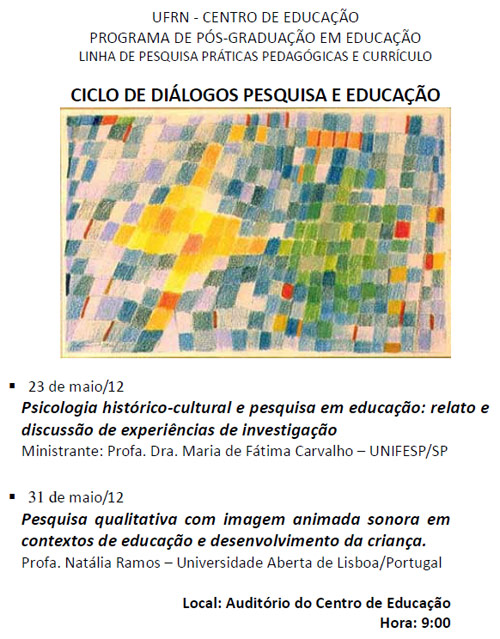 UFRN - CENTRO DE EDUCAÇÃO
PROGRAMA DE PÓS-GRADUAÇÃO EM EDUCAÇÃO
LINHA DE PESQUISA PRÁTICAS PEDAGÓGICAS E CURRÍCULO
CICLO DE DIÁLOGOS PESQUISA E EDUCAÇÃO
▪ 23 de maio/12
Psicologia histórico-cultural e pesquisa em educação: relato e
discussão de experiências de investigação
Ministrante: Profa. Dra. Maria de Fátima Carvalho – UNIFESP/SP
▪ 31 de maio/12
Pesquisa qualitativa com imagem animada sonora em
contextos de educação e desenvolvimento da criança.
Profa. Natália Ramos – Universidade Aberta de Lisboa/Portugal
Local: Auditório do Centro de Educação
Hora: 9:00